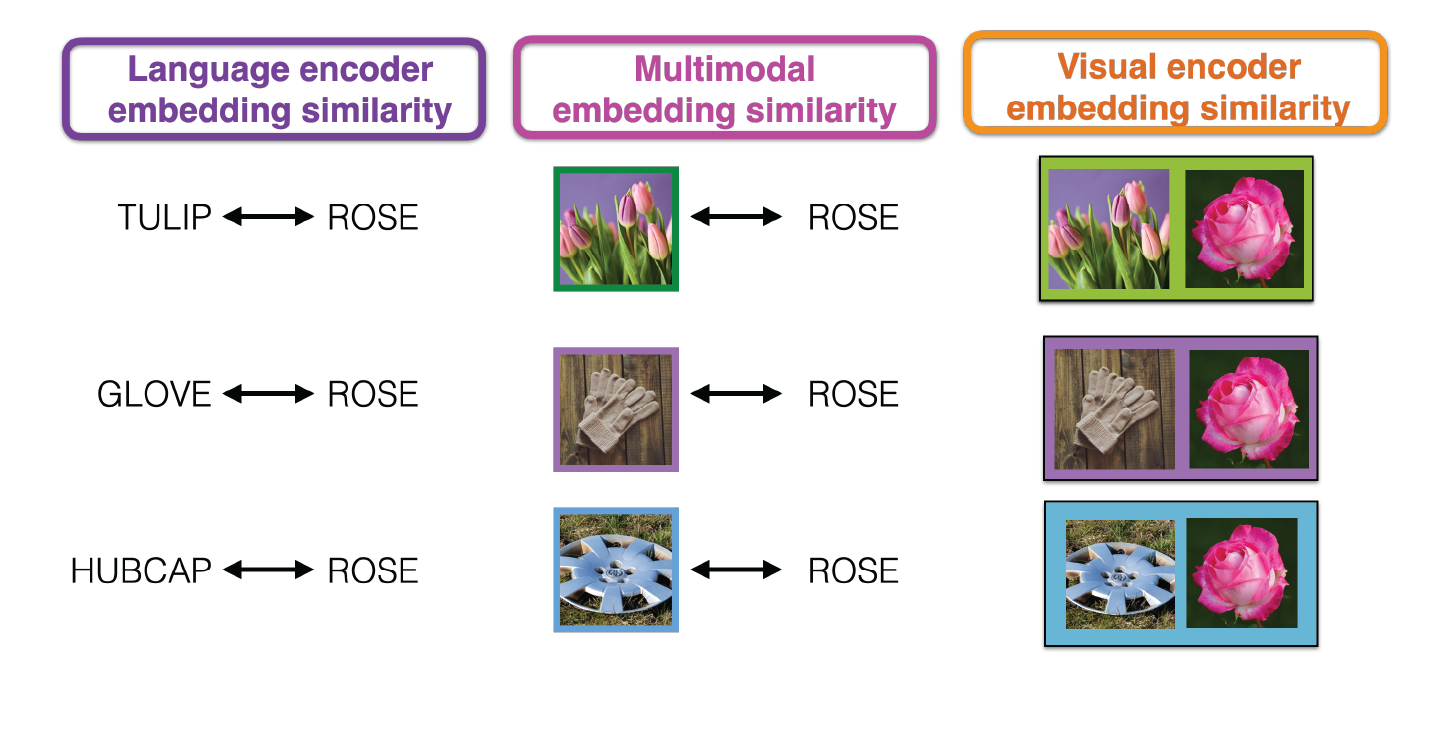 Language encoder
embedding similarity
Multimodal
embedding similarity
Visual encoder
embedding similarity
TULIP ROSE
ROSE
GLOVE ROSE
ROSE
HUBCAP ROSE
ROSE